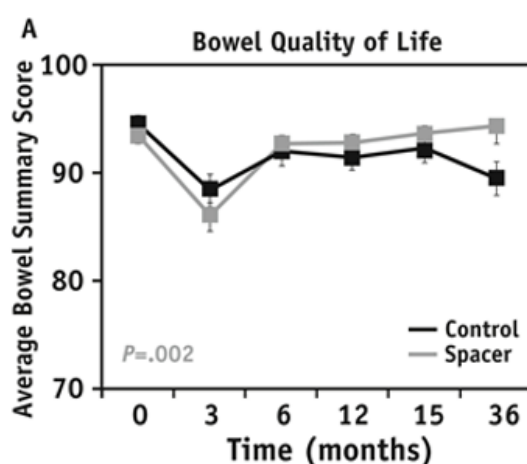 A
Bowel Quality of Life
Average Bowel Summary Score
100
90
80
70
P=.002
Control
Spacer
0 3 6 12 15 36
Time (months)